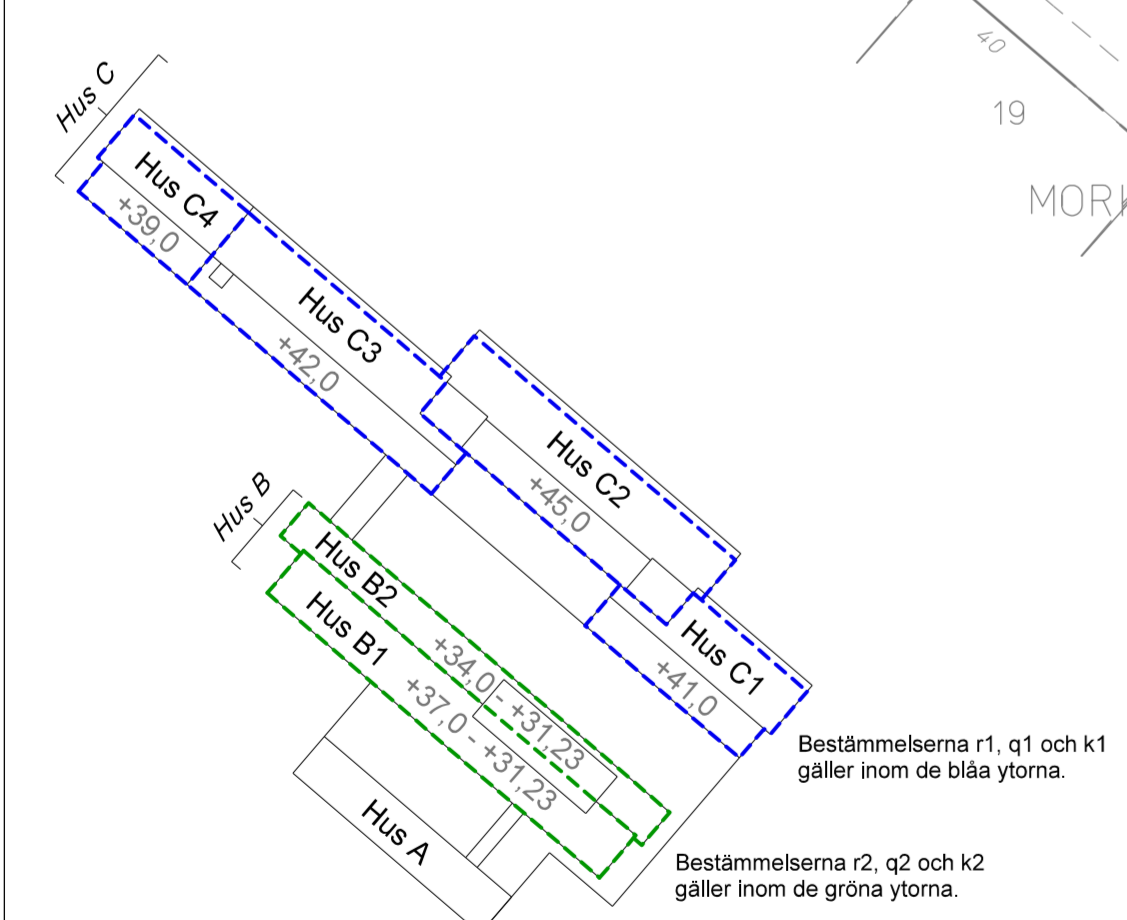 40
19
Hus C
Hus C4
+39,0
Hus C3
+42,0
Hus C2
+45,0
Hus B
Hus B2
+34,0 - +31,23
Hus B1
+37,0 - +31,23
Hus C1
+41,0
Hus A
Bestämmelserna r1, q1 och k1
gäller inom de blåa ytorna.
Bestämmelserna r2, q2 och k2
gäller inom de gröna ytorna.